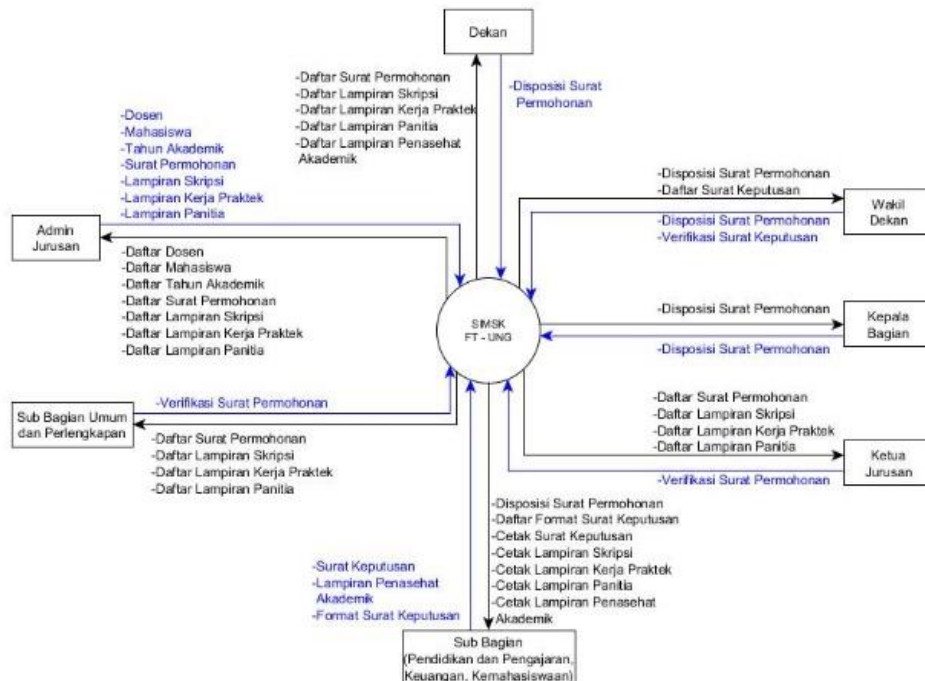 Dekan
-Daftar Surat Permohonan
-Daftar Lampiran Skripsi
-Daftar Lampiran Kerja Praktek
-Daftar Lampiran Panitia
-Daftar Lampiran Penasehat
Akademik
-Disposisi Surat
Permohonan
-Dosen
-Mahasiswa
-Tahun Akademik
-Surat Permohonan
-Lampiran Skripsi
-Lampiran Kerja Praktek
-Lampiran Panitia
Admin
Jurusan
-Daftar Dosen
-Daftar Mahasiswa
-Daftar Tahun Akademik
-Daftar Surat Permohonan
-Daftar Lampiran Skripsi
-Daftar Lampiran Kerja Praktek
-Daftar Lampiran Panitia
-Disposisi Surat Permohonan
-Daftar Surat Keputusan
Wakil
Dekan
-Disposisi Surat Permohonan
-Verifikasi Surat Keputusan
SIMSK
FT - UNG
-Disposisi Surat Permohonan
Kepala
Bagian
-Disposisi Surat Permohonan
Sub Bagian Umum
dan Perlengkapan
-Verifikasi Surat Permohonan
-Daftar Surat Permohonan
-Daftar Lampiran Skripsi
-Daftar Lampiran Kerja Praktek
-Daftar Lampiran Panitia
-Daftar Surat Permohonan
-Daftar Lampiran Skripsi
-Daftar Lampiran Kerja Praktek
-Daftar Lampiran Panitia
Ketua
Jurusan
-Verifikasi Surat Permohonan
-Surat Keputusan
-Lampiran Penasehat
Akademik
-Format Surat Keputusan
-Disposisi Surat Permohonan
-Daftar Format Surat Keputusan
-Cetak Surat Keputusan
-Cetak Lampiran Skripsi
-Cetak Lampiran Kerja Praktek
-Cetak Lampiran Panitia
-Cetak Lampiran Penasehat
Akademik
Sub Bagian
(Pendidikan dan Pengajaran,
Keuangan, Kemahasiswaan)